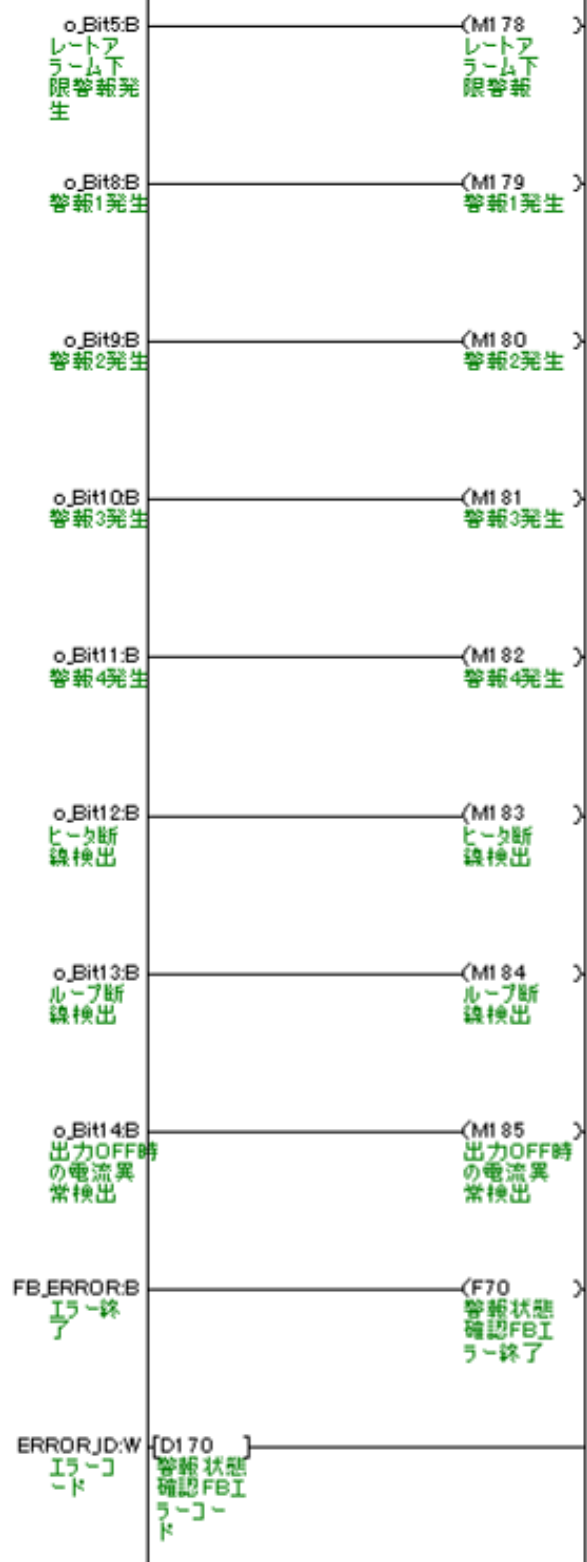 o_Bit5:B
(M178 )
レートア
ラーム下
限警報発
生
レートア
ラーム下
限警報
o_Bit8:B
(M179 )
警報1発生
警報1発生
o_Bit9:B
(M180 )
警報2発生
警報2発生
o_Bit10:B
(M181 )
警報3発生
警報3発生
o_Bit11:B
(M182 )
警報4発生
警報4発生
o_Bit12:B
(M183 )
ヒータ断
線検出
ヒータ断
線検出
o_Bit13:B
(M184 )
ループ断
線検出
ループ断
線検出
o_Bit14:B
(M185 )
出力OFF時
の電流異
常検出
出力OFF時
の電流異
常検出
FB_ERROR:B
(F70 )
エラー終
了
警報状態
確認FBエ
ラー終了
ERROR_ID:W
[D170 ]
エラーコ
ード
警報状態
確認FBエ
ラーコー
ド